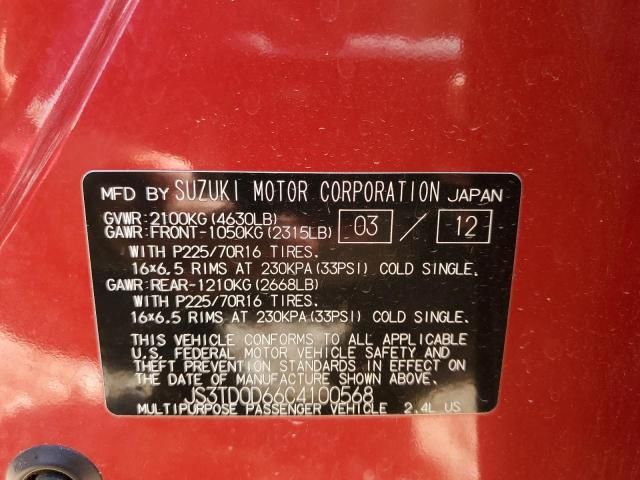 MFD BY SUZUKI MOTOR CORPORATION JAPAN
GVWR:2100KG(4630LB)
GAWR:FRONT-1050KG(2315LB) 03 / 12
WITH P225/70R16 TIRES.
16×6.5 RIMS AT 230KPA(33PSI) COLD SINGLE.
GAWR:REAR-1210KG(2668LB)
WITH P225/70R16 TIRES.
16×6.5 RIMS AT 230KPA(33PSI) COLD SINGLE.
THIS VEHICLE CONFORMS TO ALL APPLICABLE
U.S. FEDERAL MOTOR VEHICLE SAFETY AND
THEFT PREVENTION STANDARDS IN EFFECT ON
THE DATE OF MANUFACTURE SHOWN ABOVE.
JS3TD0D66C4100568
MULTIPURPOSE PASSENGER VEHICLE 2.4L US